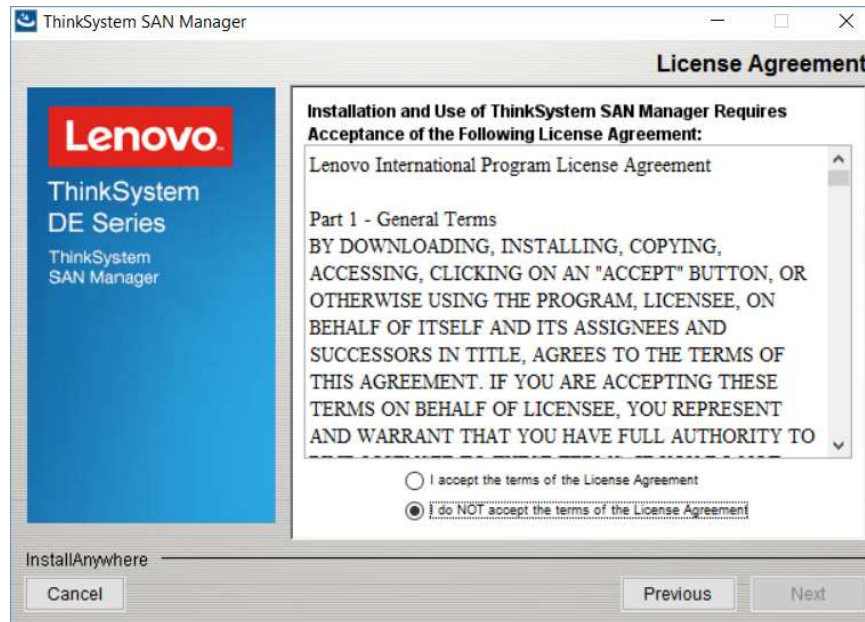 ThinkSystem SAN Manager
License Agreement
Lenovo.
ThinkSystem
DE Series
ThinkSystem
SAN Manager
Installation and Use of ThinkSystem SAN Manager Requires
Acceptance of the Following License Agreement:
Lenovo International Program License Agreement
Part 1 - General Terms
BY DOWNLOADING, INSTALLING, COPYING,
ACCESSING, CLICKING ON AN "ACCEPT" BUTTON, OR
OTHERWISE USING THE PROGRAM, LICENSEE, ON
BEHALF OF ITSELF AND ITS ASSIGNEES AND
SUCCESSORS IN TITLE, AGREES TO THE TERMS OF
THIS AGREEMENT. IF YOU ARE ACCEPTING THESE
TERMS ON BEHALF OF LICENSEE, YOU REPRESENT
AND WARRANT THAT YOU HAVE FULL AUTHORITY TO
I accept the terms of the License Agreement
I do NOT accept the terms of the License Agreement
InstallAnywhere
Cancel
Previous
Next